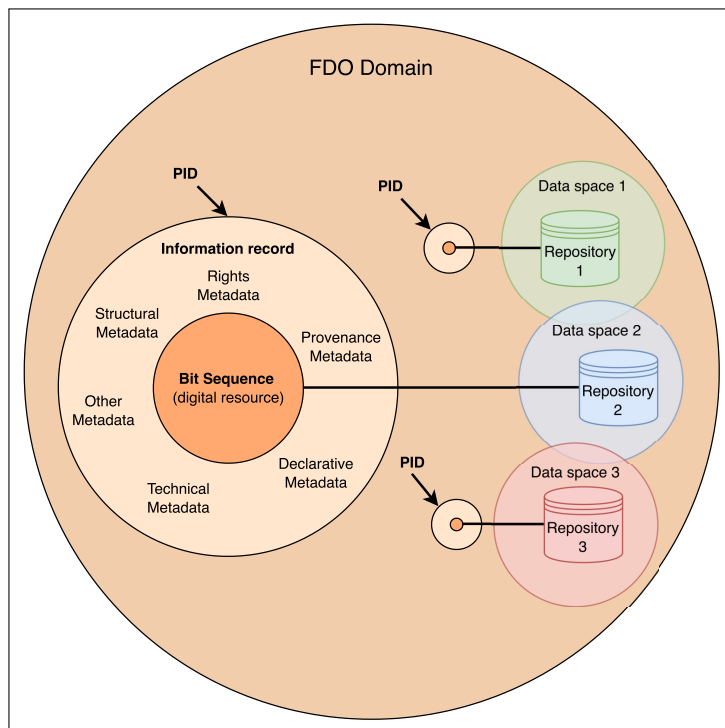 FDO Domain
PID
Information record
Rights
Metadata
Structural
Metadata
Provenance
Metadata
Bit Sequence
(digital resource)
Other
Metadata
Declarative
Metadata
Technical
Metadata
PID
Data space 1
Repository
1
Data space 2
Repository
2
PID
Data space 3
Repository
3